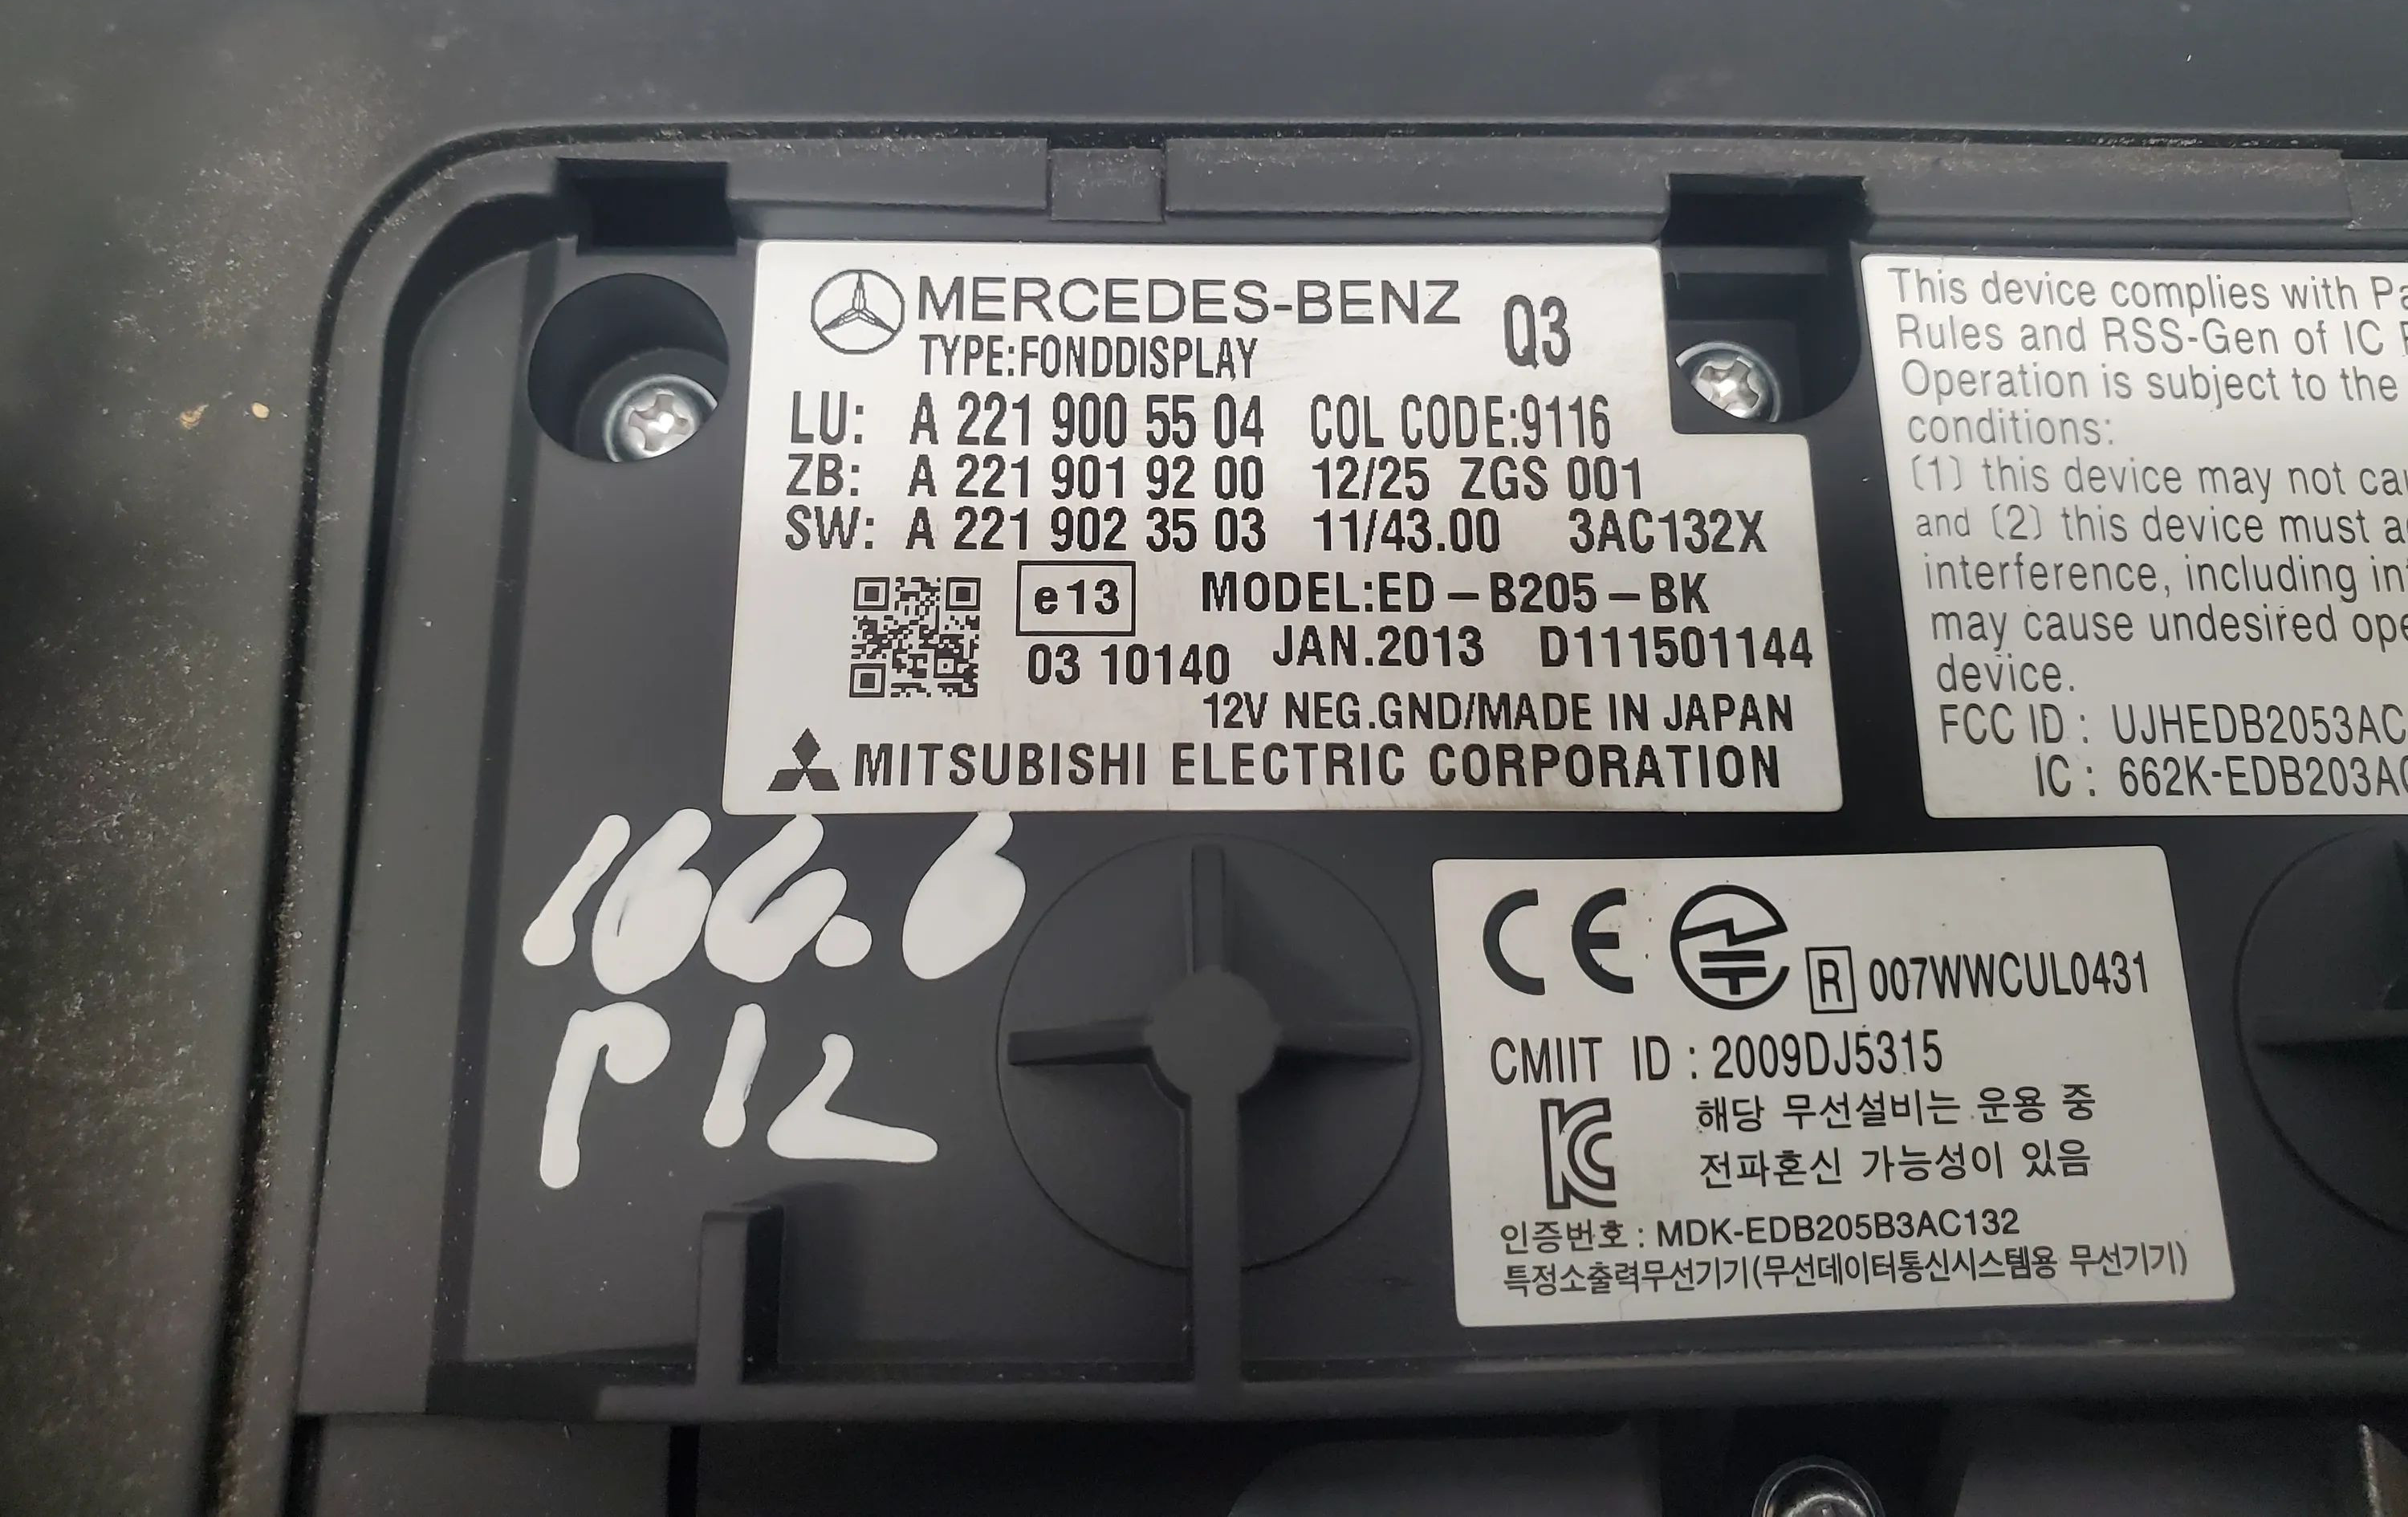 MERCEDES-BENZ Q3
TYPE:FONDDISPLAY
LU: A 221 900 55 04 COL CODE:9116
ZB: A 221 901 92 00 12/25 ZGS 001
SW: A 221 902 35 03 11/43.00 3AC132X
e13 MODEL:ED-B205-BK
03 10140 JAN.2013 D111501144
12V NEG.GND/MADE IN JAPAN
MITSUBISHI ELECTRIC CORPORATION
This device complies with
Rules and RSS-Gen of IC
Operation is subject to the
conditions:
(1) this device may not
and (2) this device must
interference, including
may cause undesired
device.
FCC ID : UJHEDB2053AC
IC : 662K-EDB203AC
166.6
P12
CE R 007WWCUL0431
CMIIT ID : 2009DJ5315
해당 무선설비는 운용 중
전파혼신 가능성이 있음
인증번호 : MDK-EDB205B3AC132
특정소출력무선기기(무선데이터통신시스템용 무선기기)